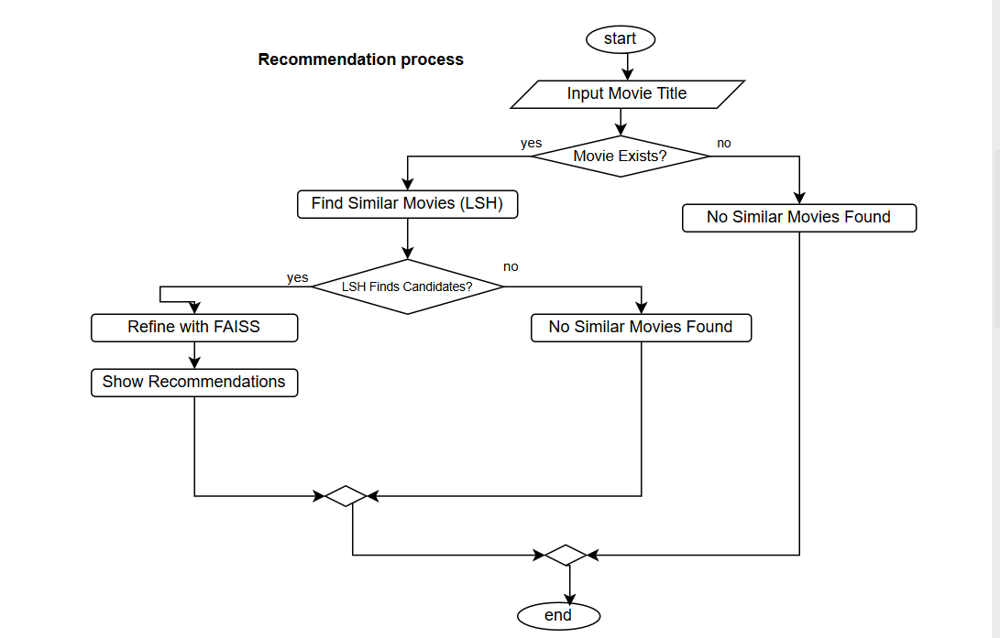 start
Recommendation process
Input Movie Title
yes
no
Movie Exists?
Find Similar Movies (LSH)
No Similar Movies Found
yes
no
LSH Finds Candidates?
Refine with FAISS
No Similar Movies Found
Show Recommendations
end